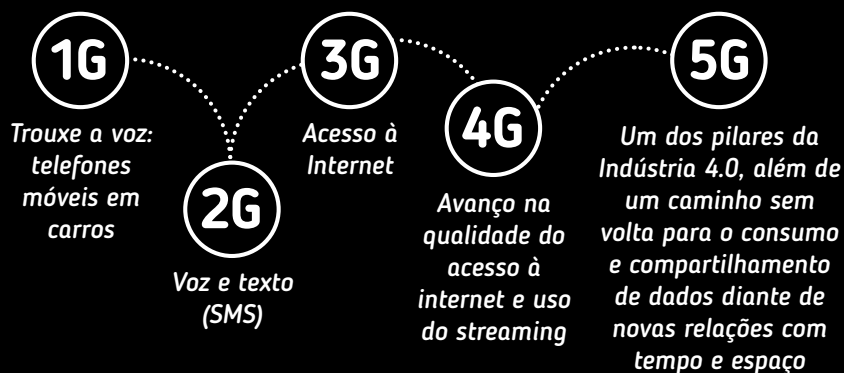 1G
Trouxe a voz:
telefones
móveis em
carros
2G
Voz e texto
(SMS)
3G
Acesso à
Internet
4G
Avanço na
qualidade do
acesso à
internet e uso
do streaming
5G
Um dos pilares da
Indústria 4.0, além de
um caminho sem
volta para o consumo
e compartilhamento
de dados diante de
novas relações com
tempo e espaço